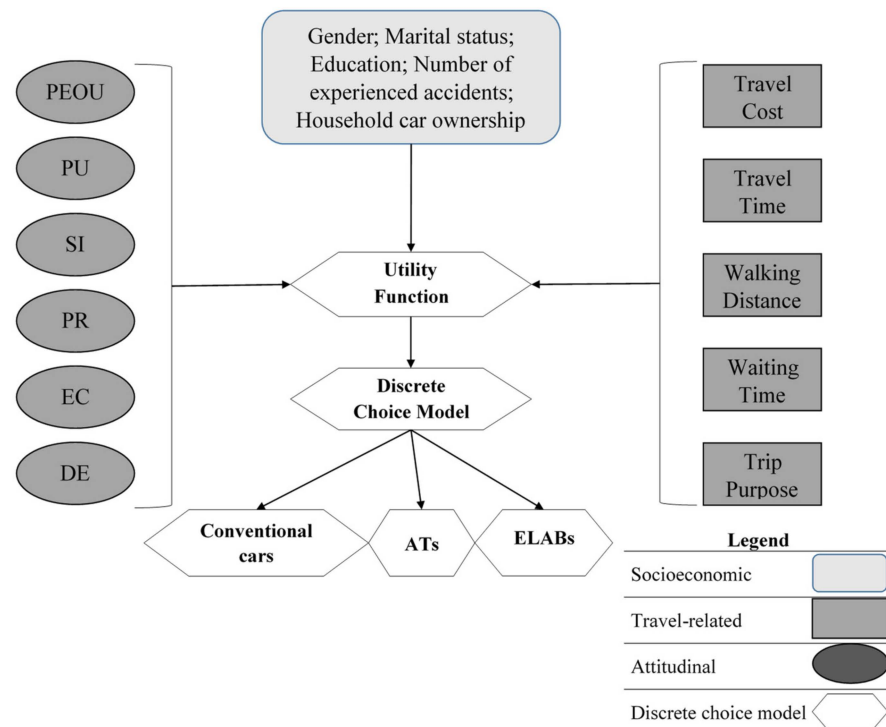 Gender; Marital status;
Education; Number of
experienced accidents;
Household car ownership
PEOU
PU
SI
PR
EC
DE
Travel
Cost
Travel
Time
Walking
Distance
Waiting
Time
Trip
Purpose
Utility
Function
Discrete
Choice Model
Conventional
cars
ATs
ELABs
Legend
Socioeconomic
Travel-related
Attitudinal
Discrete choice model